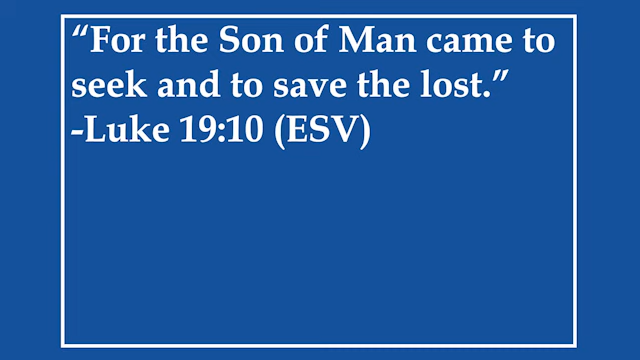 “For the Son of Man came to
seek and to save the lost.”
-Luke 19:10 (ESV)